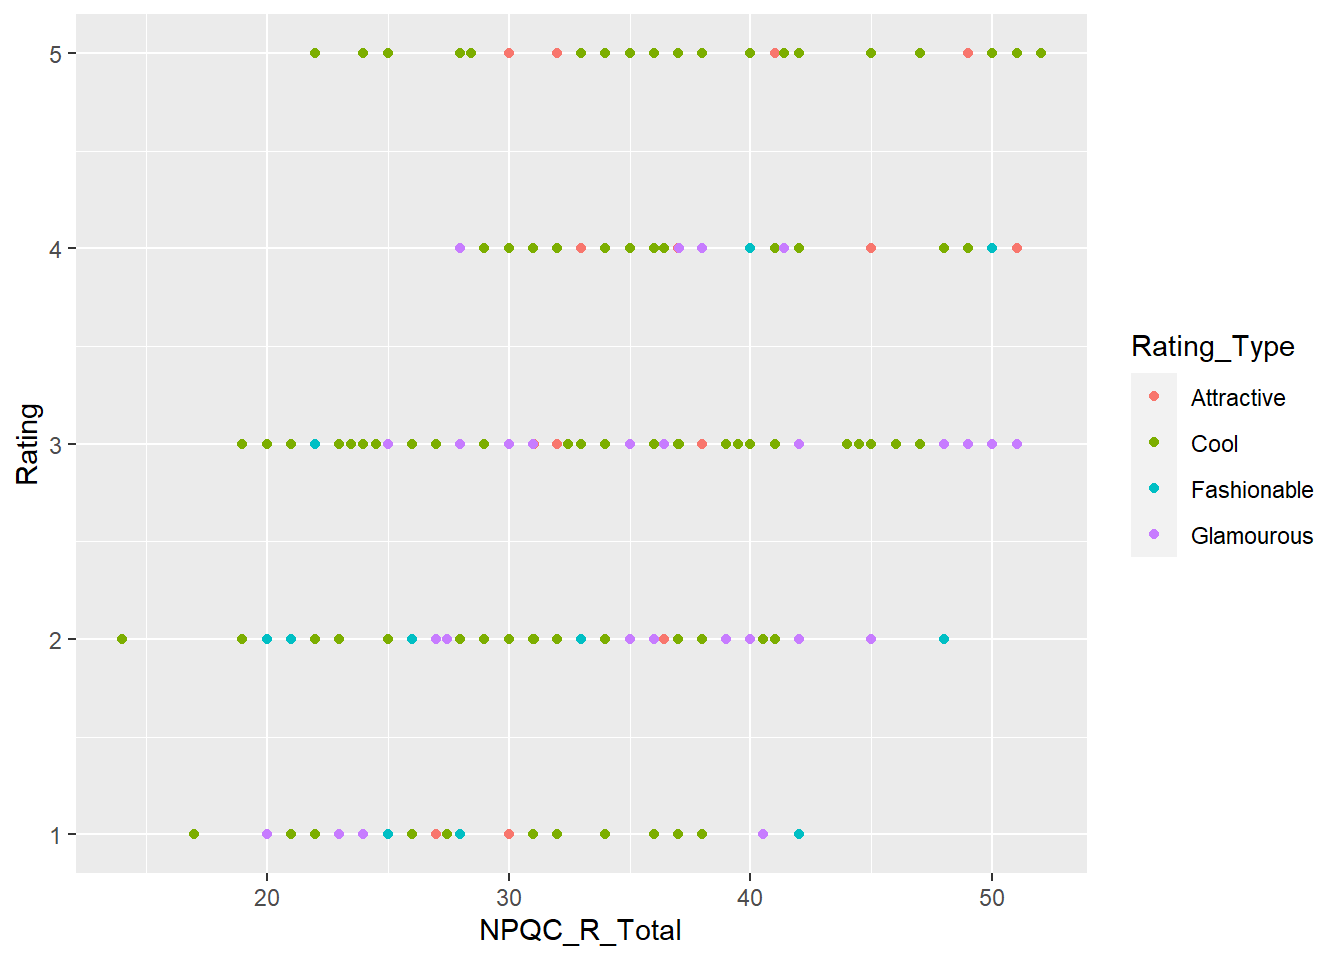 5
4
3
2
1
Rating
20 30 40 50
NPQC_R_Total
Rating_Type
Attractive
Cool
Fashionable
Glamourous